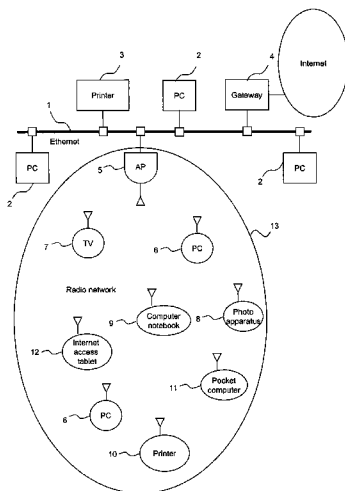 3
2
4
Internet
Printer
PC
Gateway
1
Ethernet
PC
5
AP
PC
2
2
13
7
TV
6
PC
Radio network
9
Computer
notebook
8
Photo
apparatus
12
Internet
access
tablet
11
Pocket
computer
6
PC
10
Printer